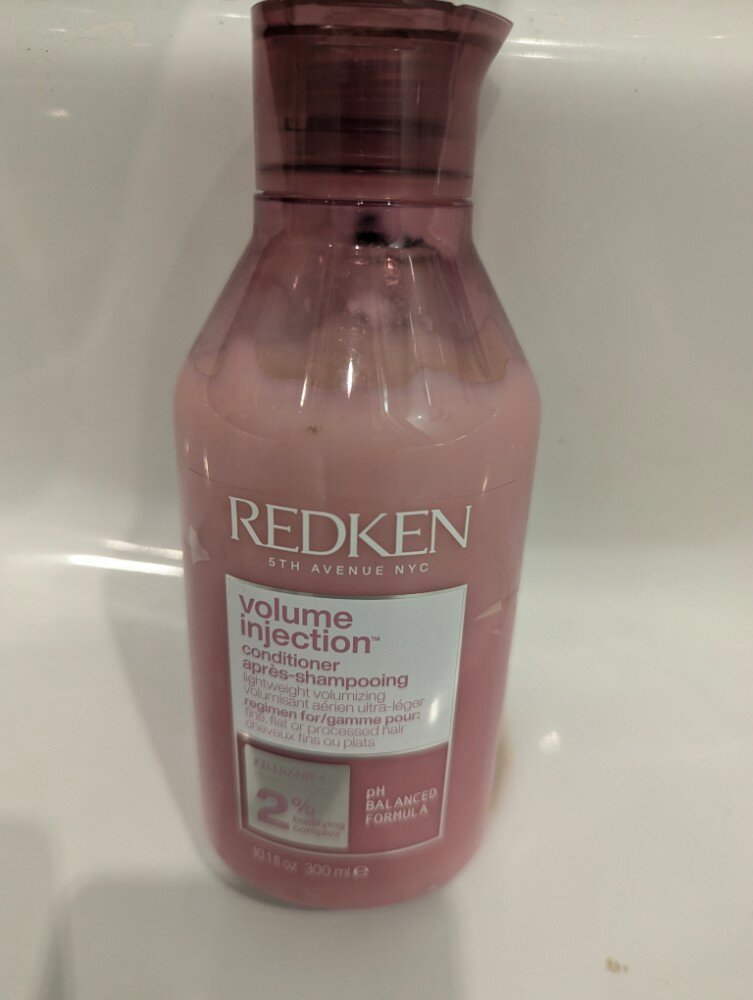 REDKEN
5TH AVENUE NYC
volume
injection™
conditioner
après-shampooing
lightweight volumizing
volumisant aérien ultra-léger
regimen for/gamme pour:
fine, flat or processed hair
cheveux fins ou plats
FILLOXANE +
2%
bodifying
complex
pH
BALANCED
FORMULA
10.1 fl oz 300 ml ℮